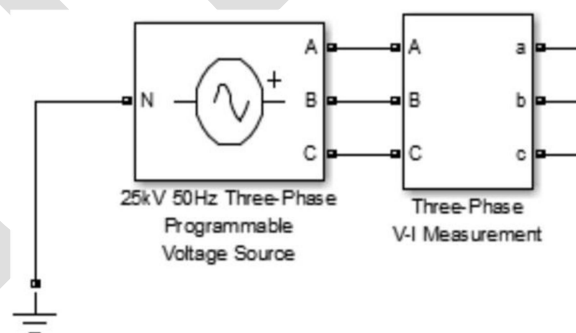 A
A
a
N
+
B
B
b
C
C
c
25kV 50Hz Three-Phase
Programmable
Voltage Source
Three-Phase
V-I Measurement